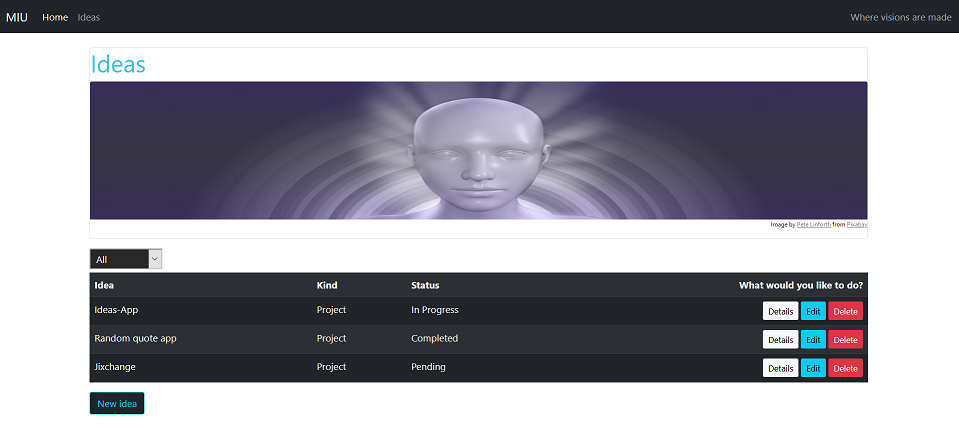 MIU Home Ideas Where visions are made
Ideas
Image by Pete Linforth from Pixabay
All
Idea Kind Status What would you like to do?
Ideas-App Project In Progress Details Edit Delete
Random quote app Project Completed Details Edit Delete
Jixchange Project Pending Details Edit Delete
New idea